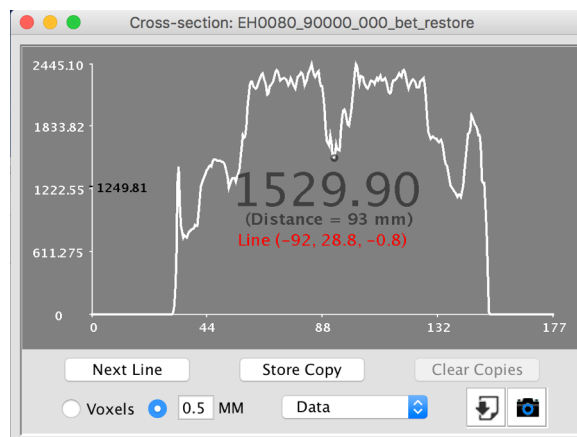 Cross-section: EH0080_90000_000_bet_restore
2445.10
1833.82
1222.55 1249.81
611.275
0
0 44 88 132 177
1529.90
(Distance = 93 mm)
Line (-92, 28.8, -0.8)
Next Line Store Copy Clear Copies
Voxels 0.5 MM Data